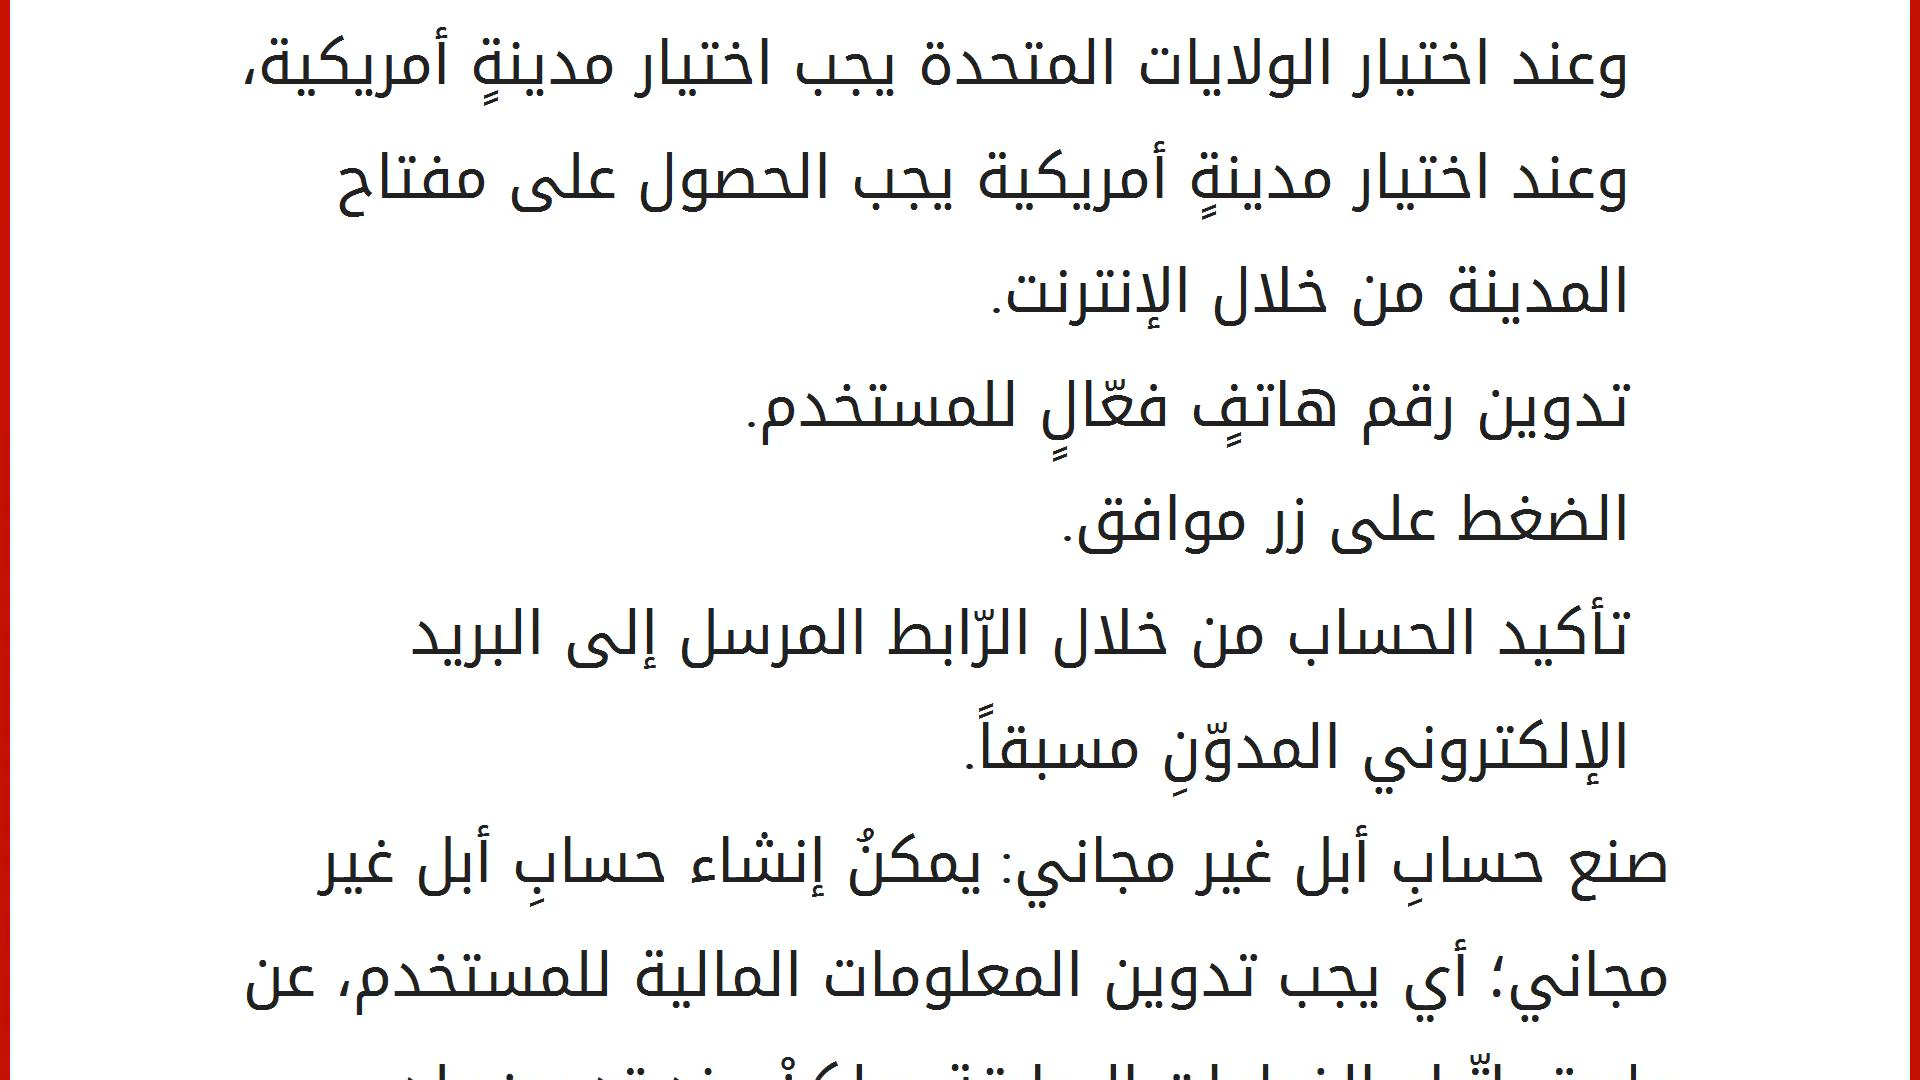 وعند اختيار الولايات المتحدة يجب اختيار مدينةٍ أمريكية،
وعند اختيار مدينةٍ أمريكية يجب الحصول على مفتاح
المدينة من خلال الإنترنت.
تدوين رقم هاتفٍ فعّالٍ للمستخدم.
الضغط على زر موافق.
تأكيد الحساب من خلال الرّابط المرسل إلى البريد
الإلكتروني المدوّنِ مسبقاً.
صنع حسابِ أبل غير مجاني: يمكنُ إنشاء حسابِ أبل غير
مجاني؛ أي يجب تدوين المعلومات المالية للمستخدم، عن